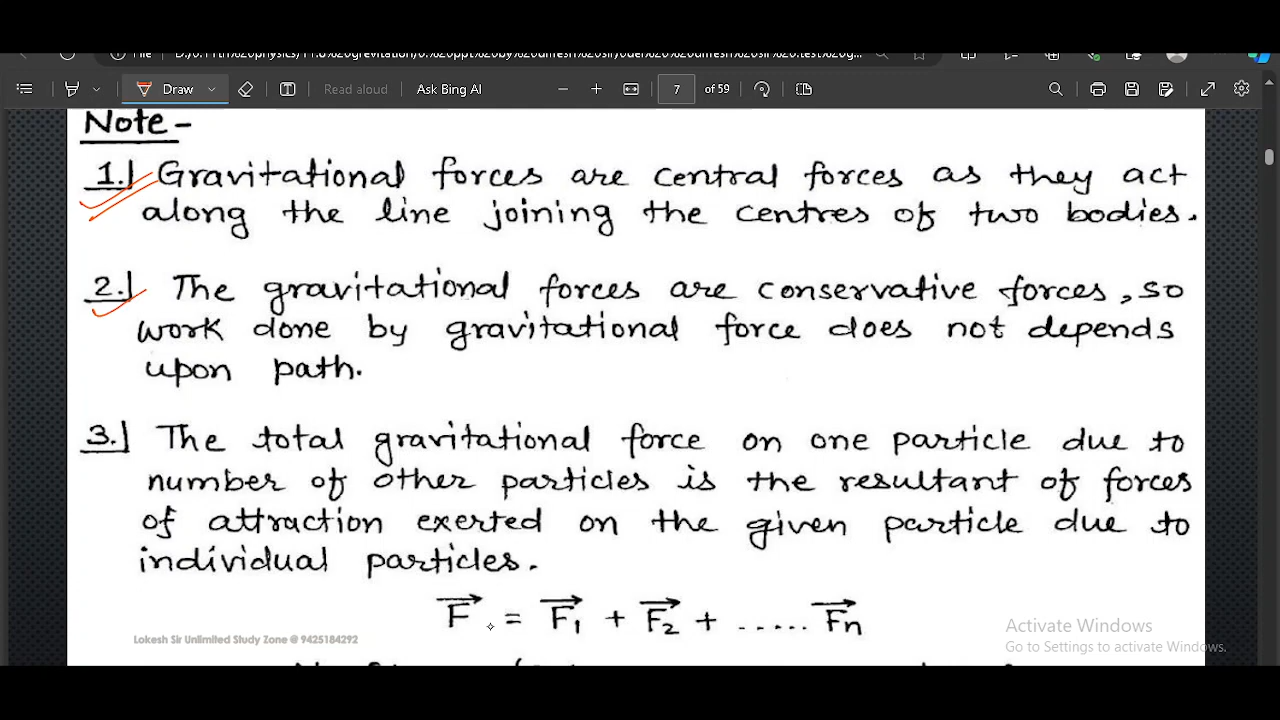 Read aloud
Ask Bing AI
Draw
7
of 59
Note-
1. Gravitational forces are central forces as they act
along the line joining the centres of two bodies.
2. The gravitational forces are conservative forces, so
work done by gravitational force does not depends
upon path.
3. The total gravitational force on one particle due to
number of other particles is the resultant of forces
of attraction exerted on the given particle due to
individual particles.
F⃗ = F⃗₁ + F⃗₂ + ..... F⃗n
Lokesh Sir Unlimited Study Zone @ 9425184292
Activate Windows
Go to Settings to activate Windows.